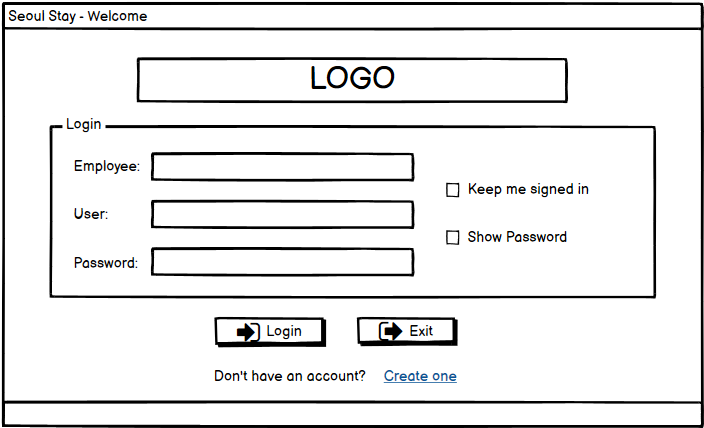 Seoul Stay - Welcome
LOGO
Login
Employee:
Keep me signed in
User:
Show Password
Password:
Login Exit
Don't have an account? Create one